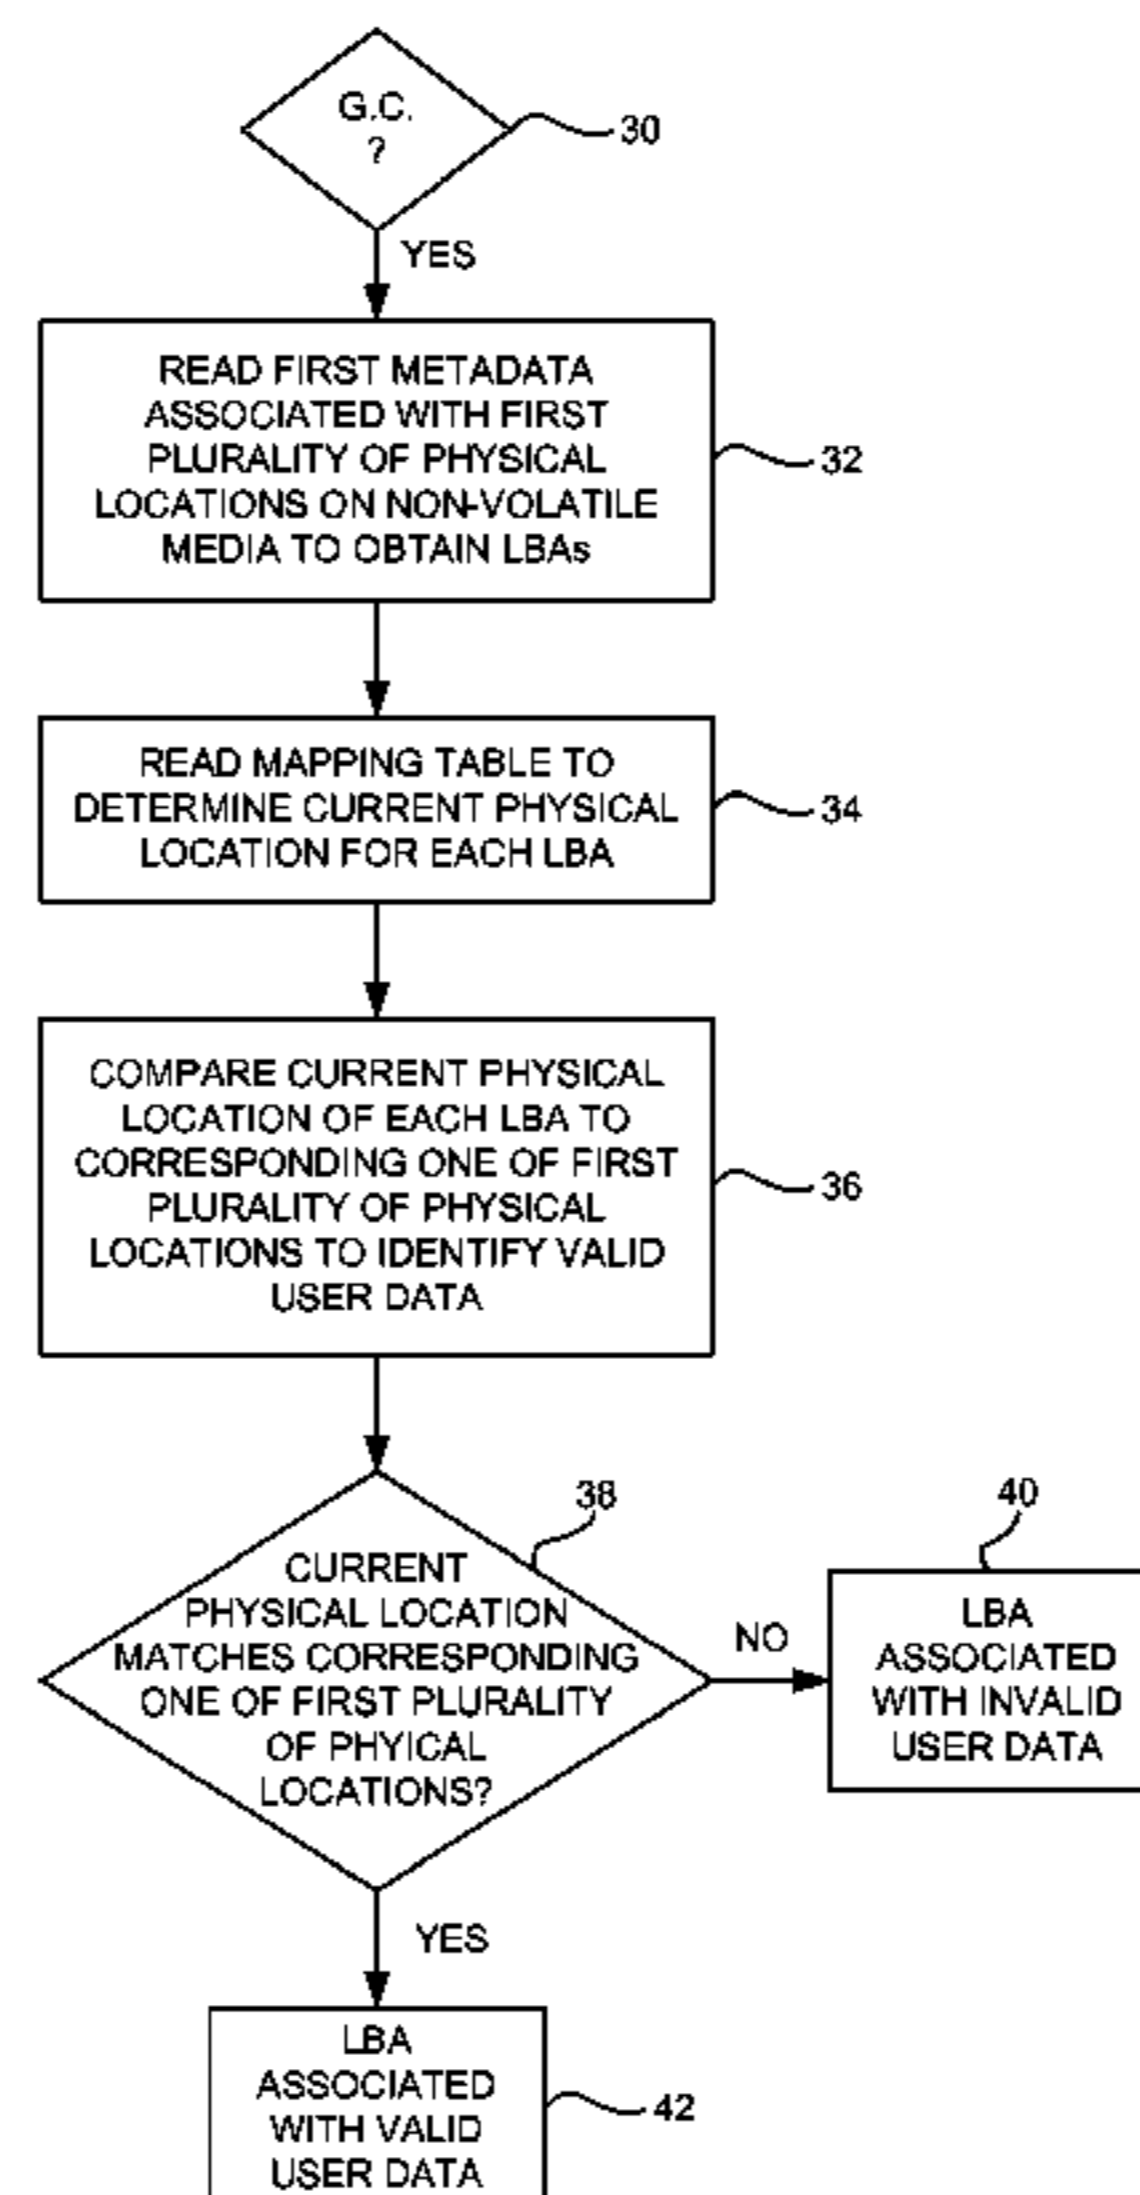 G.C.
?
30
YES
READ FIRST METADATA
ASSOCIATED WITH FIRST
PLURALITY OF PHYSICAL
LOCATIONS ON NON-VOLATILE
MEDIA TO OBTAIN LBAs
32
READ MAPPING TABLE TO
DETERMINE CURRENT PHYSICAL
LOCATION FOR EACH LBA
34
COMPARE CURRENT PHYSICAL
LOCATION OF EACH LBA TO
CORRESPONDING ONE OF FIRST
PLURALITY OF PHYSICAL
LOCATIONS TO IDENTIFY VALID
USER DATA
36
38
CURRENT
PHYSICAL LOCATION
MATCHES CORRESPONDING
ONE OF FIRST PLURALITY
OF PHYICAL
LOCATIONS?
NO
40
LBA
ASSOCIATED
WITH INVALID
USER DATA
YES
LBA
ASSOCIATED
WITH VALID
USER DATA
42